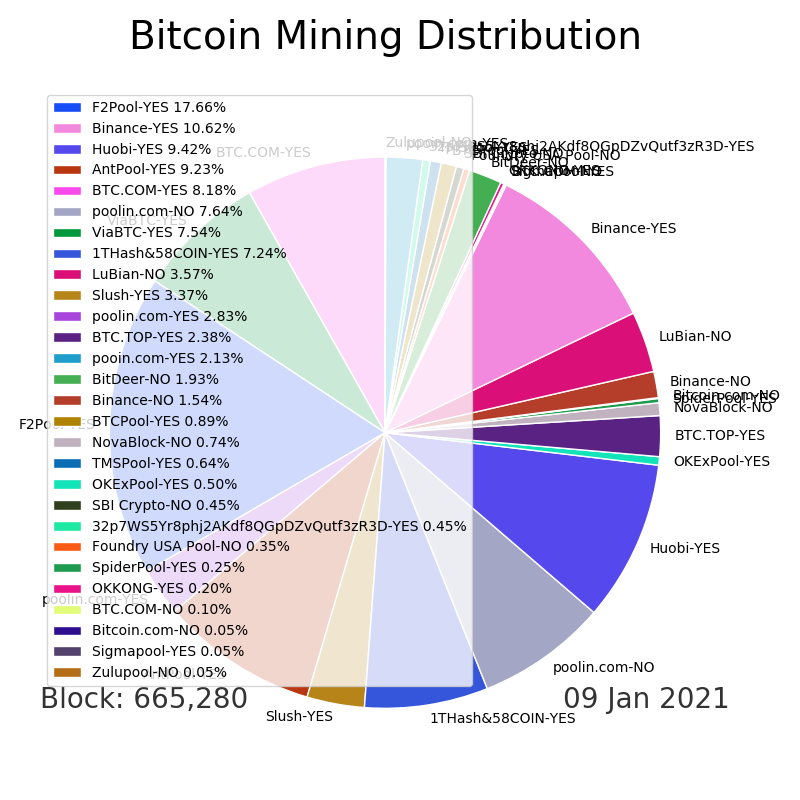 Bitcoin Mining Distribution
F2Pool-YES 17.66%
Binance-YES 10.62%
Huobi-YES 9.42%
AntPool-YES 9.23%
BTC.COM-YES 8.18%
poolin.com-NO 7.64%
ViaBTC-YES 7.54%
1THash&58COIN-YES 7.24%
LuBian-NO 3.57%
Slush-YES 3.37%
poolin.com-YES 2.83%
BTC.TOP-YES 2.38%
pooin.com-YES 2.13%
BitDeer-NO 1.93%
Binance-NO 1.54%
BTCPool-YES 0.89%
NovaBlock-NO 0.74%
TMSPool-YES 0.64%
OKExPool-YES 0.50%
SBI Crypto-NO 0.45%
32p7WS5Yr8phj2AKdf8QGpDZvQutf3zR3D-YES 0.45%
Foundry USA Pool-NO 0.35%
SpiderPool-YES 0.25%
OKKONG-YES 0.20%
BTC.COM-NO 0.10%
Bitcoin.com-NO 0.05%
Sigmapool-YES 0.05%
Zulupool-NO 0.05%
BTC.COM-YES
ViaBTC-YES
poolin.com-YES
Slush-YES
1THash&58COIN-YES
poolin.com-NO
Huobi-YES
OKExPool-YES
BTC.TOP-YES
NovaBlock-NO
SpiderPool-YES
Bitcoin.com-NO
Binance-NO
LuBian-NO
Binance-YES
BitDeer-NO
Zulupool-NO
Block: 665,280
09 Jan 2021